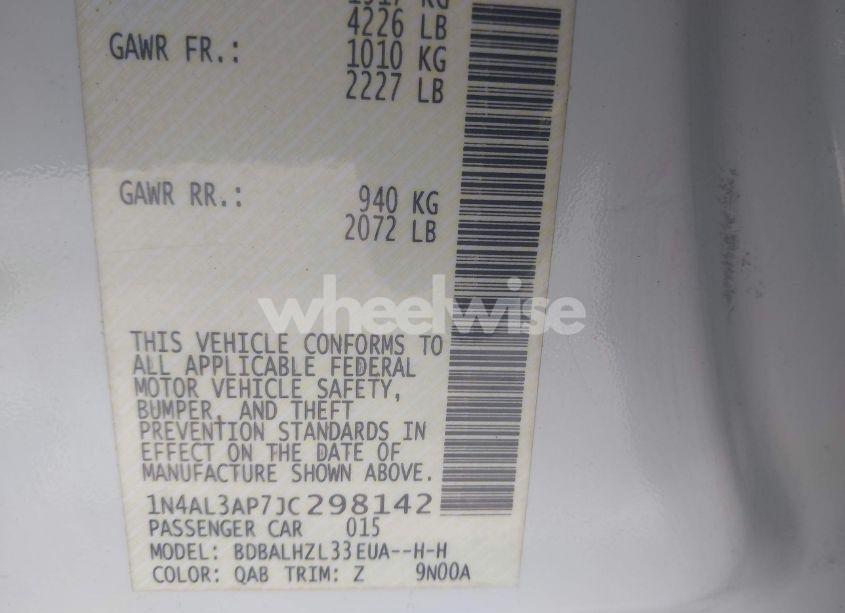 4226 LB
GAWR FR.: 1010 KG
2227 LB
GAWR RR.: 940 KG
2072 LB
wheelwise
THIS VEHICLE CONFORMS TO
ALL APPLICABLE FEDERAL
MOTOR VEHICLE SAFETY,
BUMPER, AND THEFT
PREVENTION STANDARDS IN
EFFECT ON THE DATE OF
MANUFACTURE SHOWN ABOVE.
1N4AL3AP7JC298142
PASSENGER CAR 015
MODEL: BDBALHZL33EUA--H-H
COLOR: QAB TRIM: Z 9N00A